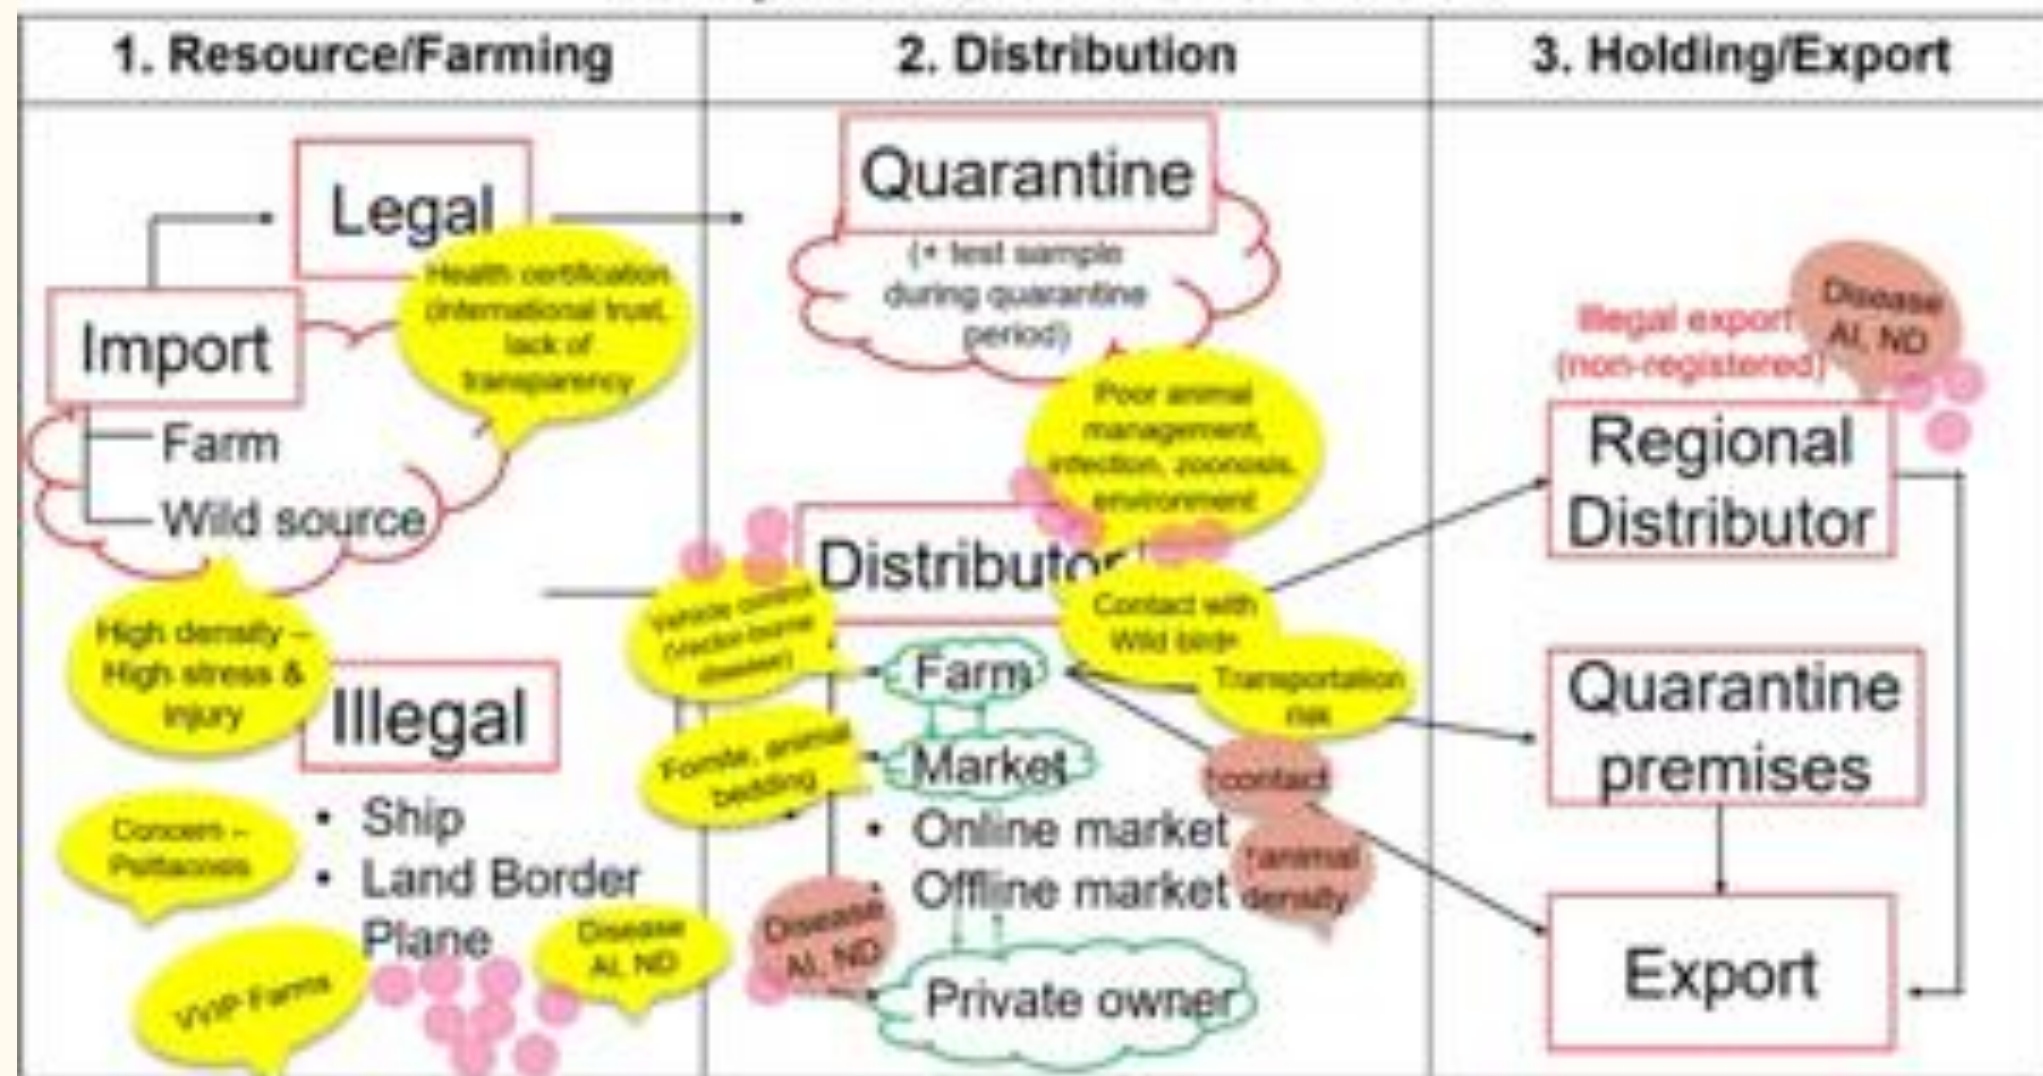 1. Resource/Farming
2. Distribution
3. Holding/Export
Legal
Health certification
(international trust,
lack of
transparency
Import
Farm
Wild source
High density –
High stress &
Injury
Illegal
Concern –
Psittacosis
• Ship
• Land Border
Plane
VVIP Farms
Disease
AI, ND
Quarantine
(+ test sample
during quarantine
period)
Poor animal
management,
infection, zoonosis,
environment
Distributor
Vehicle control
(Vector-borne
disease)
Contact with
Wild birds
Transportation
risk
Farm
Fomite, animal
bedding
Market
↑contact
• Online market
• Offline market
↑animal
density
Disease
AI, ND
Private owner
Illegal export
(non-registered)
Disease
AI, ND
Regional
Distributor
Quarantine
premises
Export